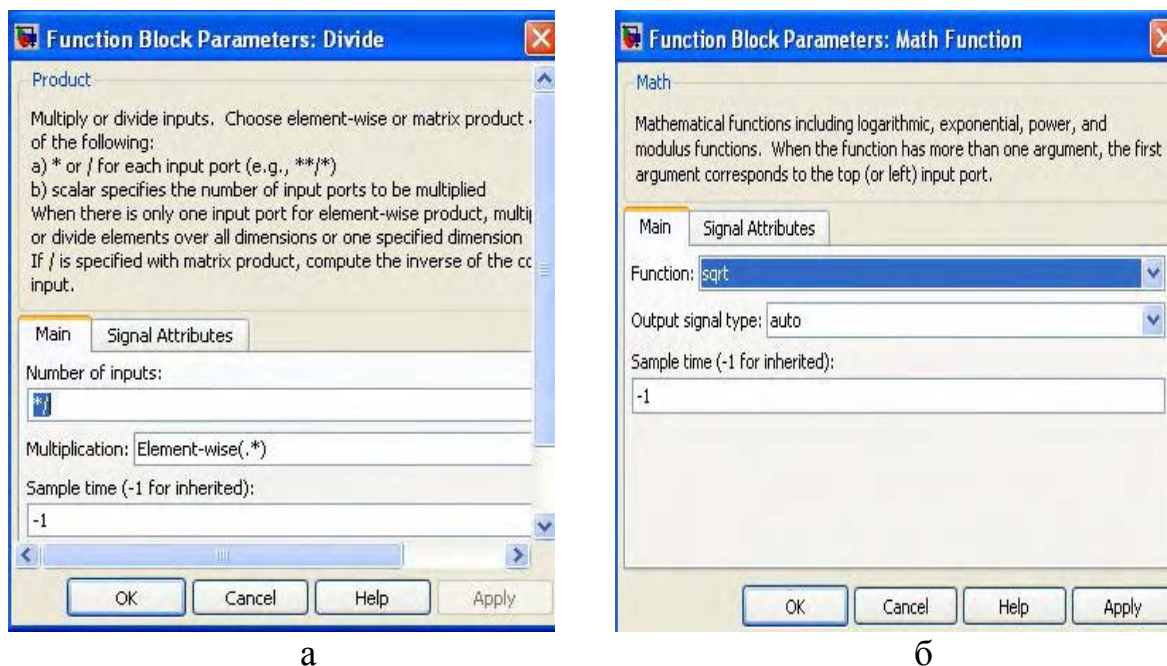 Function Block Parameters: Divide
Product
Multiply or divide inputs. Choose element-wise or matrix product
of the following:
a) * or / for each input port (e.g., **/*)
b) scalar specifies the number of input ports to be multiplied
When there is only one input port for element-wise product, multi
or divide elements over all dimensions or one specified dimension
If / is specified with matrix product, compute the inverse of the co
input.
Main Signal Attributes
Number of inputs:
*/
Multiplication: Element-wise(.*)
Sample time (-1 for inherited):
-1
OK Cancel Help Apply
а
Function Block Parameters: Math Function
Math
Mathematical functions including logarithmic, exponential, power, and
modulus functions. When the function has more than one argument, the first
argument corresponds to the top (or left) input port.
Main Signal Attributes
Function: sqrt
Output signal type: auto
Sample time (-1 for inherited):
-1
OK Cancel Help Apply
б